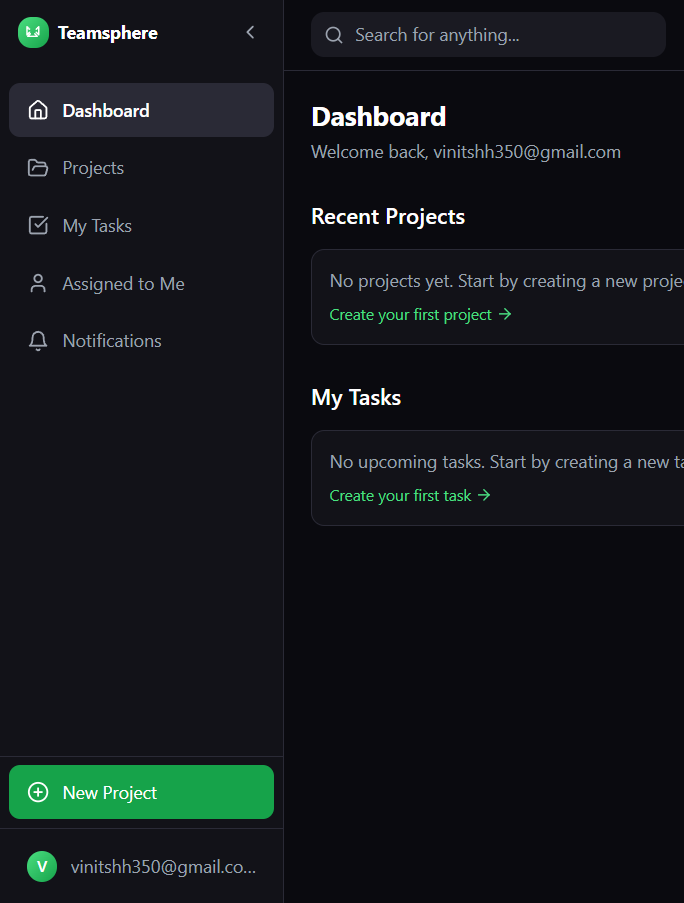 Teamsphere
Dashboard
Projects
My Tasks
Assigned to Me
Notifications
New Project
V
vinitshh350@gmail.co...
Search for anything...
Dashboard
Welcome back, vinitshh350@gmail.com
Recent Projects
No projects yet. Start by creating a new proje
Create your first project →
My Tasks
No upcoming tasks. Start by creating a new ta
Create your first task →